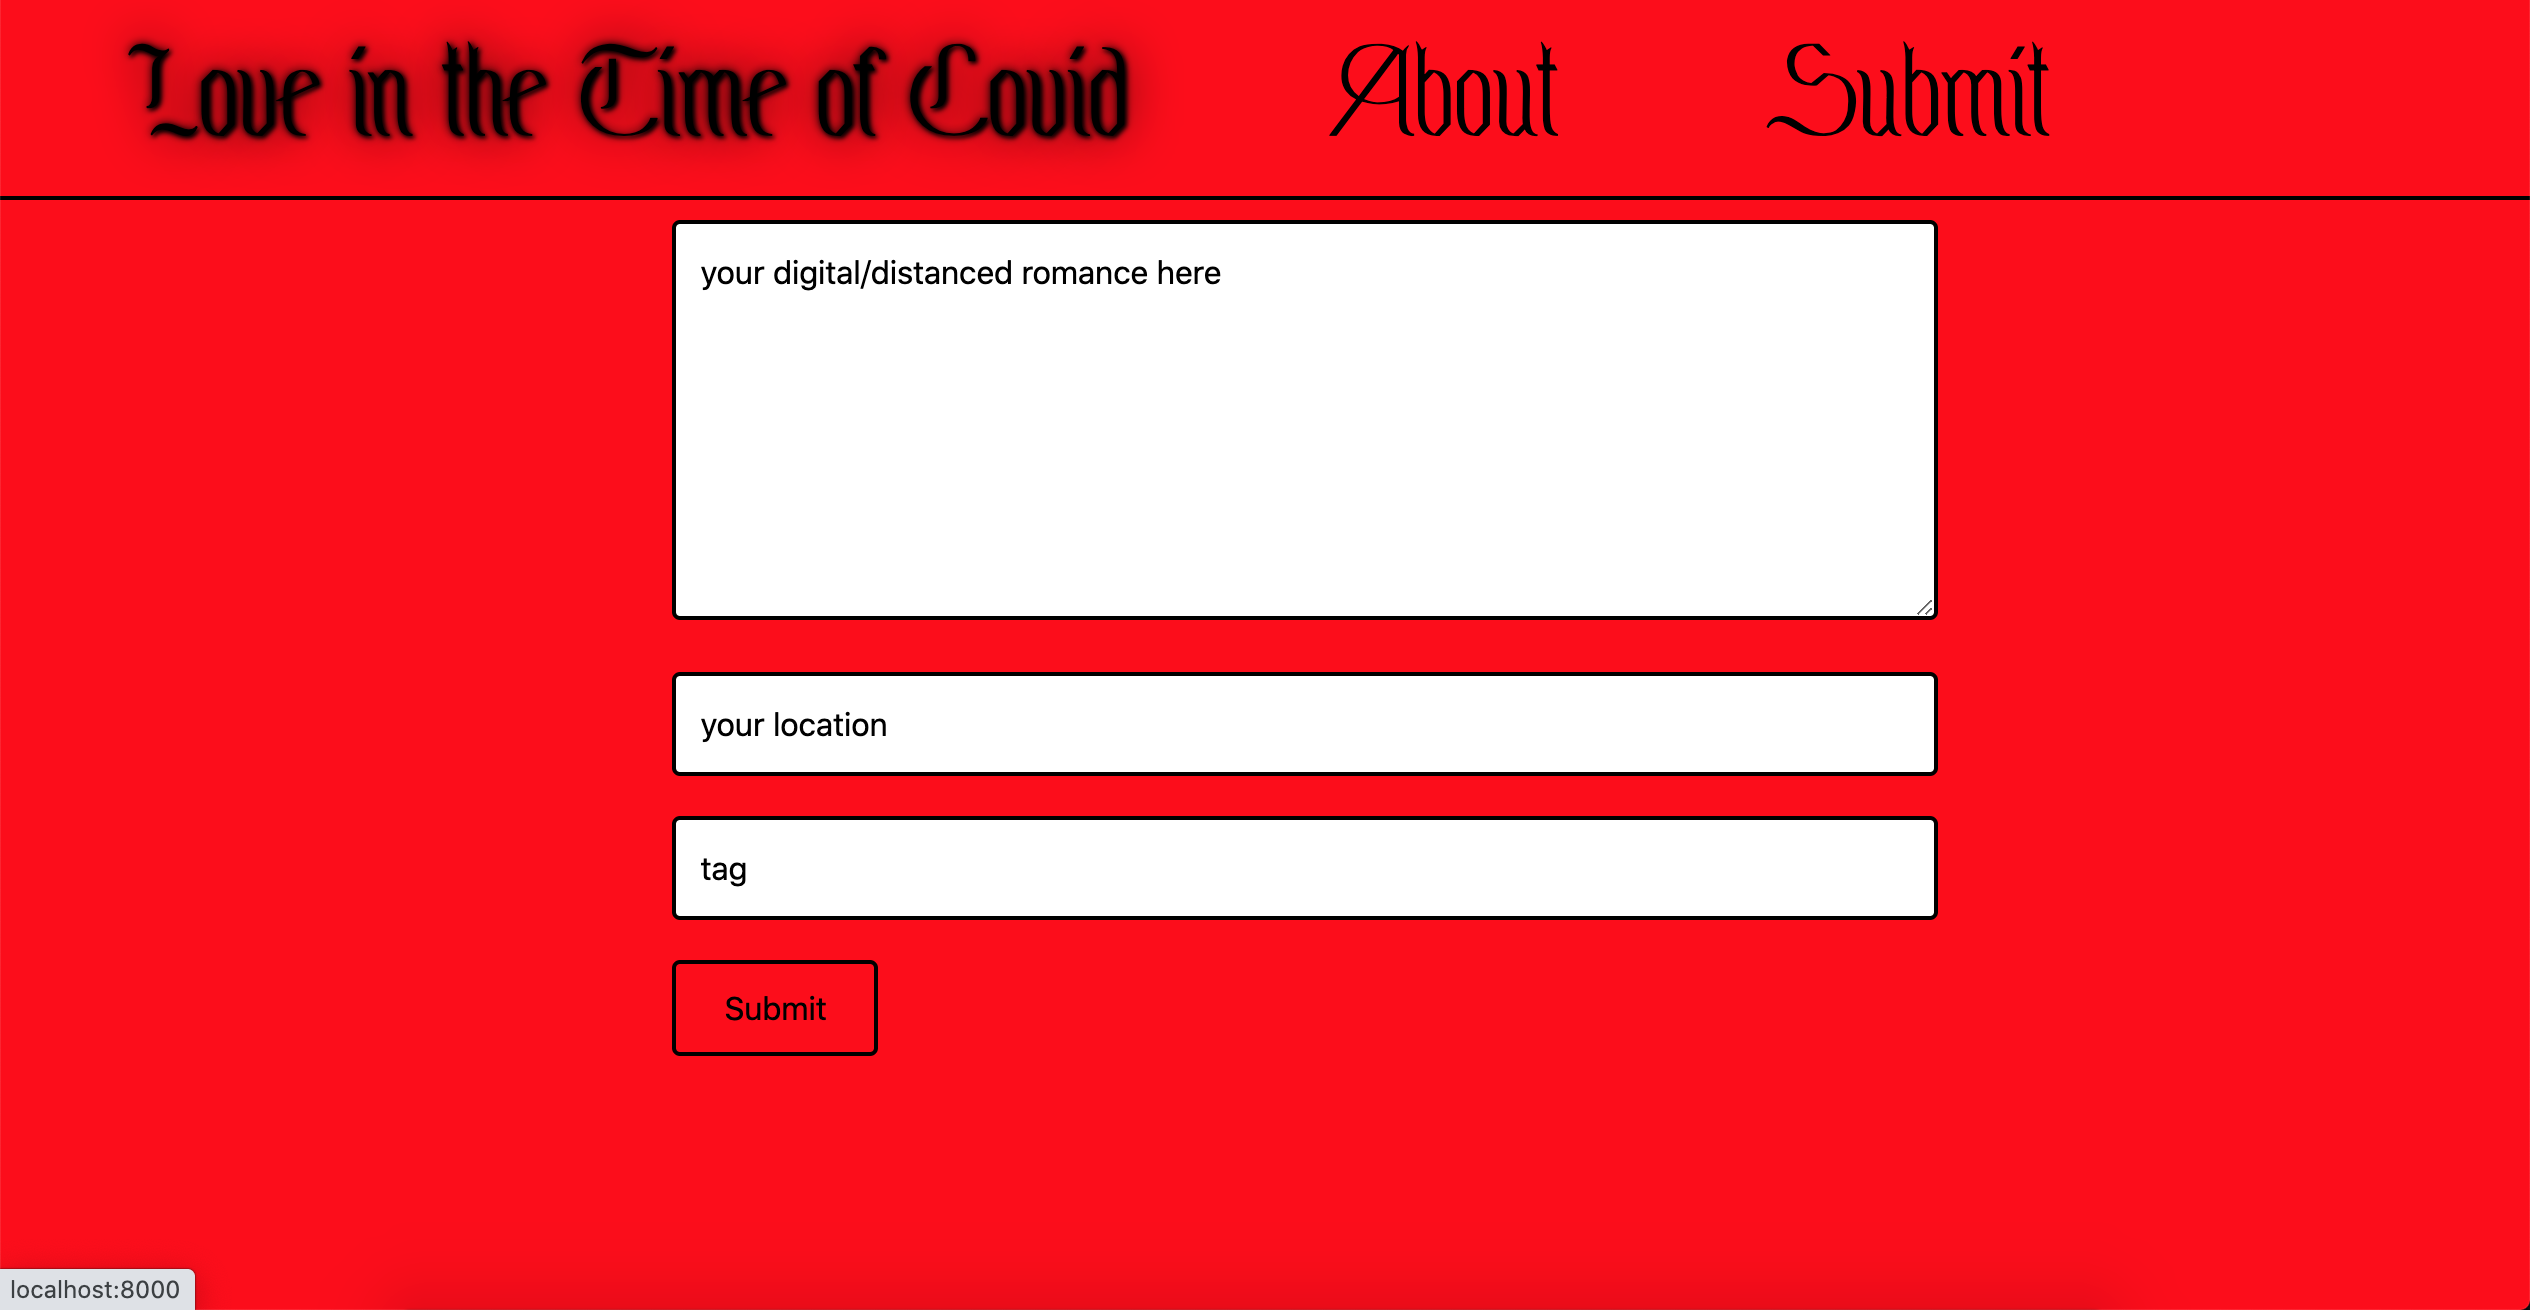 Love in the Time of Covid About Submit
your digital/distanced romance here
your location
tag
Submit
localhost:8000